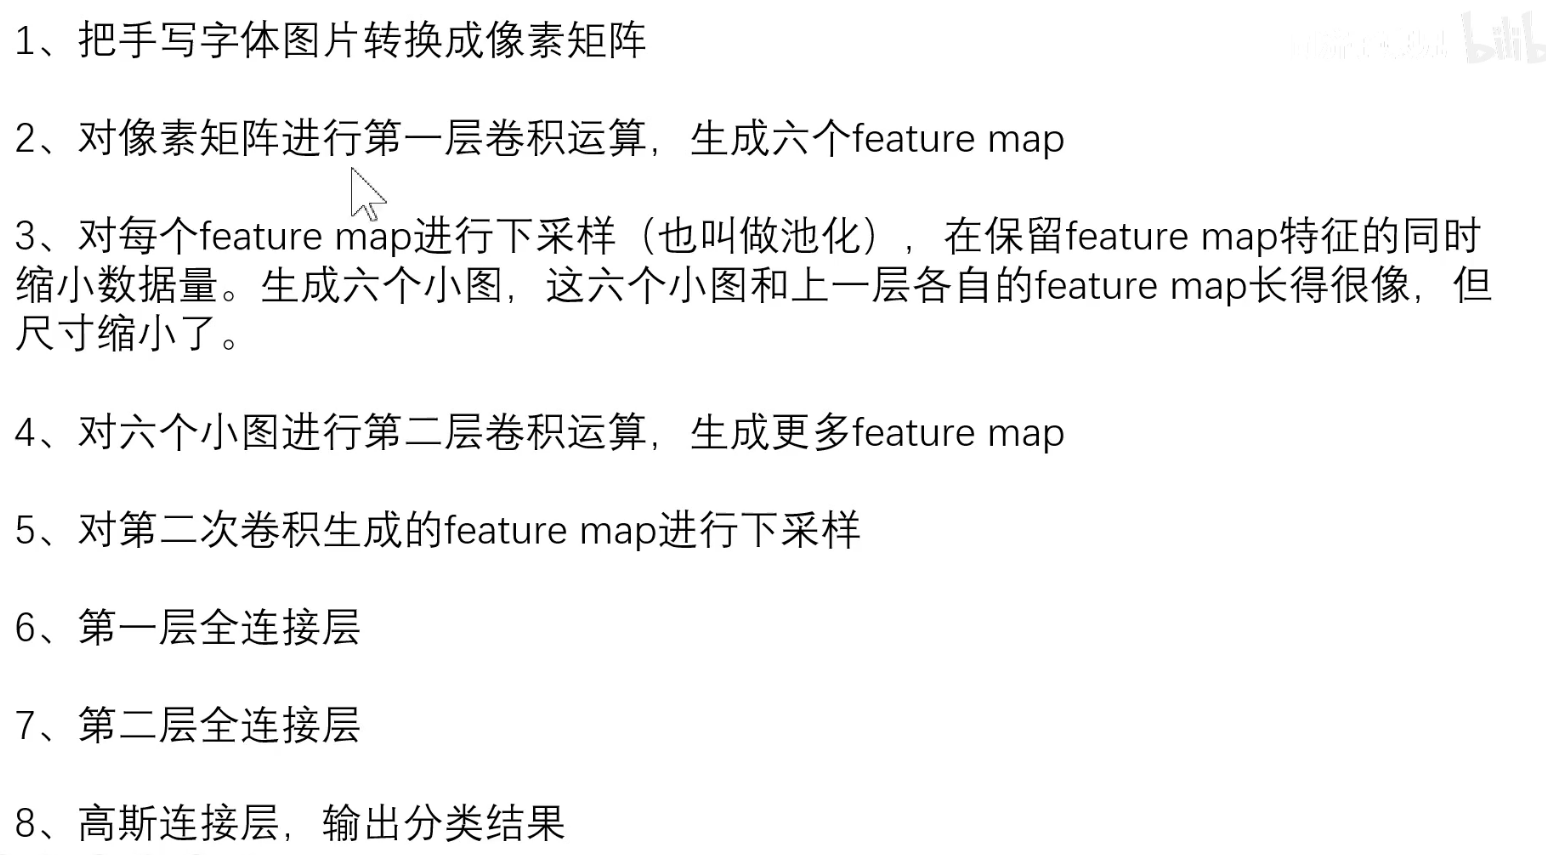 1、把手写字体图片转换成像素矩阵
2、对像素矩阵进行第一层卷积运算，生成六个feature map
3、对每个feature map进行下采样（也叫做池化），在保留feature map特征的同时
缩小数据量。生成六个小图，这六个小图和上一层各自的feature map长得很像，但
尺寸缩小了。
4、对六个小图进行第二层卷积运算，生成更多feature map
5、对第二次卷积生成的feature map进行下采样
6、第一层全连接层
7、第二层全连接层
8、高斯连接层，输出分类结果